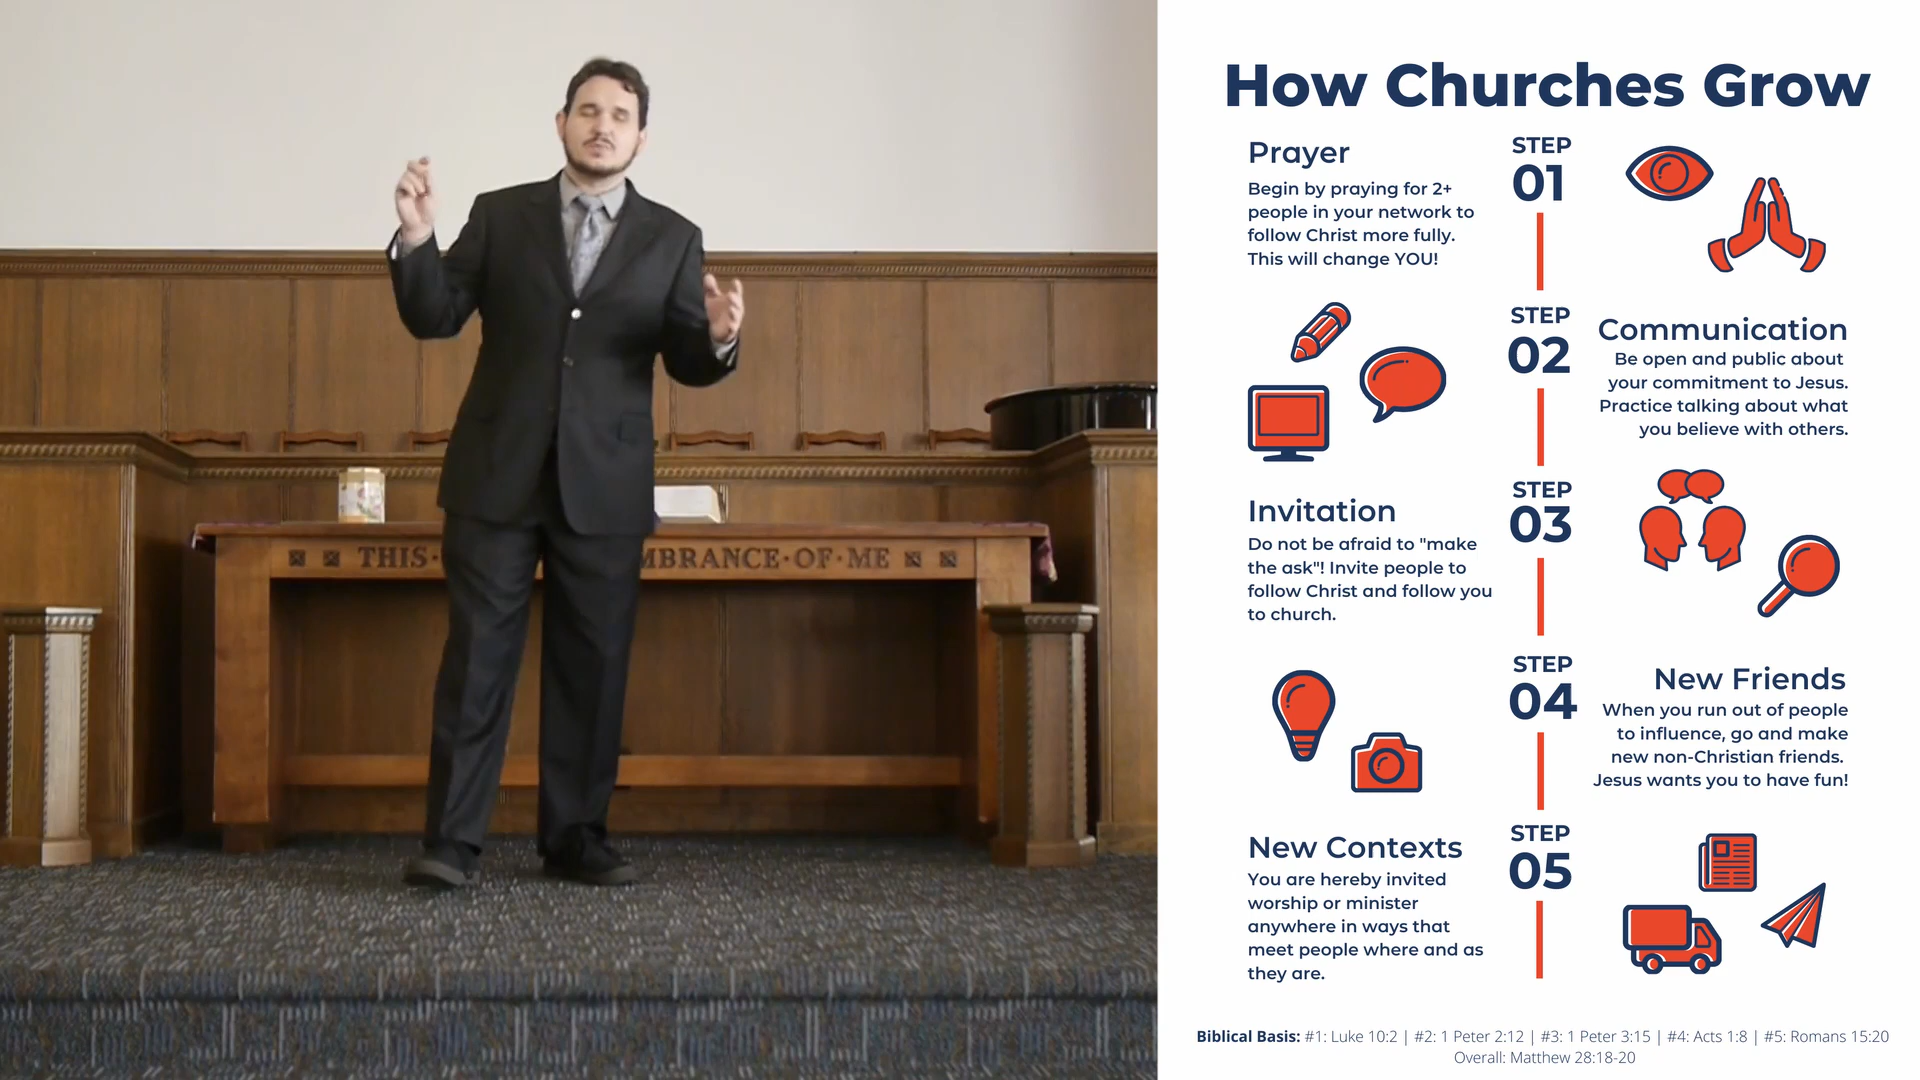 How Churches Grow
Prayer
Begin by praying for 2+
people in your network to
follow Christ more fully.
This will change YOU!
STEP
01
STEP
02
Communication
Be open and public about
your commitment to Jesus.
Practice talking about what
you believe with others.
Invitation
Do not be afraid to "make
the ask"! Invite people to
follow Christ and follow you
to church.
STEP
03
STEP
04
New Friends
When you run out of people
to influence, go and make
new non-Christian friends.
Jesus wants you to have fun!
New Contexts
You are hereby invited
worship or minister
anywhere in ways that
meet people where and as
they are.
STEP
05
Biblical Basis: #1: Luke 10:2 | #2: 1 Peter 2:12 | #3: 1 Peter 3:15 | #4: Acts 1:8 | #5: Romans 15:20
Overall: Matthew 28:18-20
THIS· MBRANCE·OF·ME